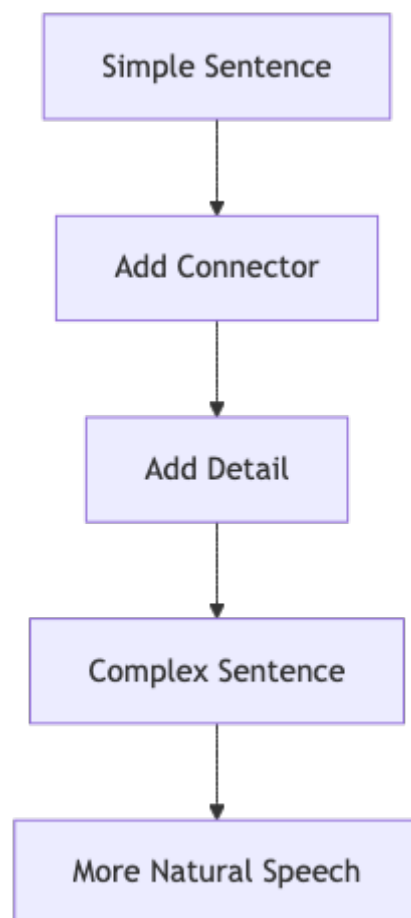 Simple Sentence
Add Connector
Add Detail
Complex Sentence
More Natural Speech